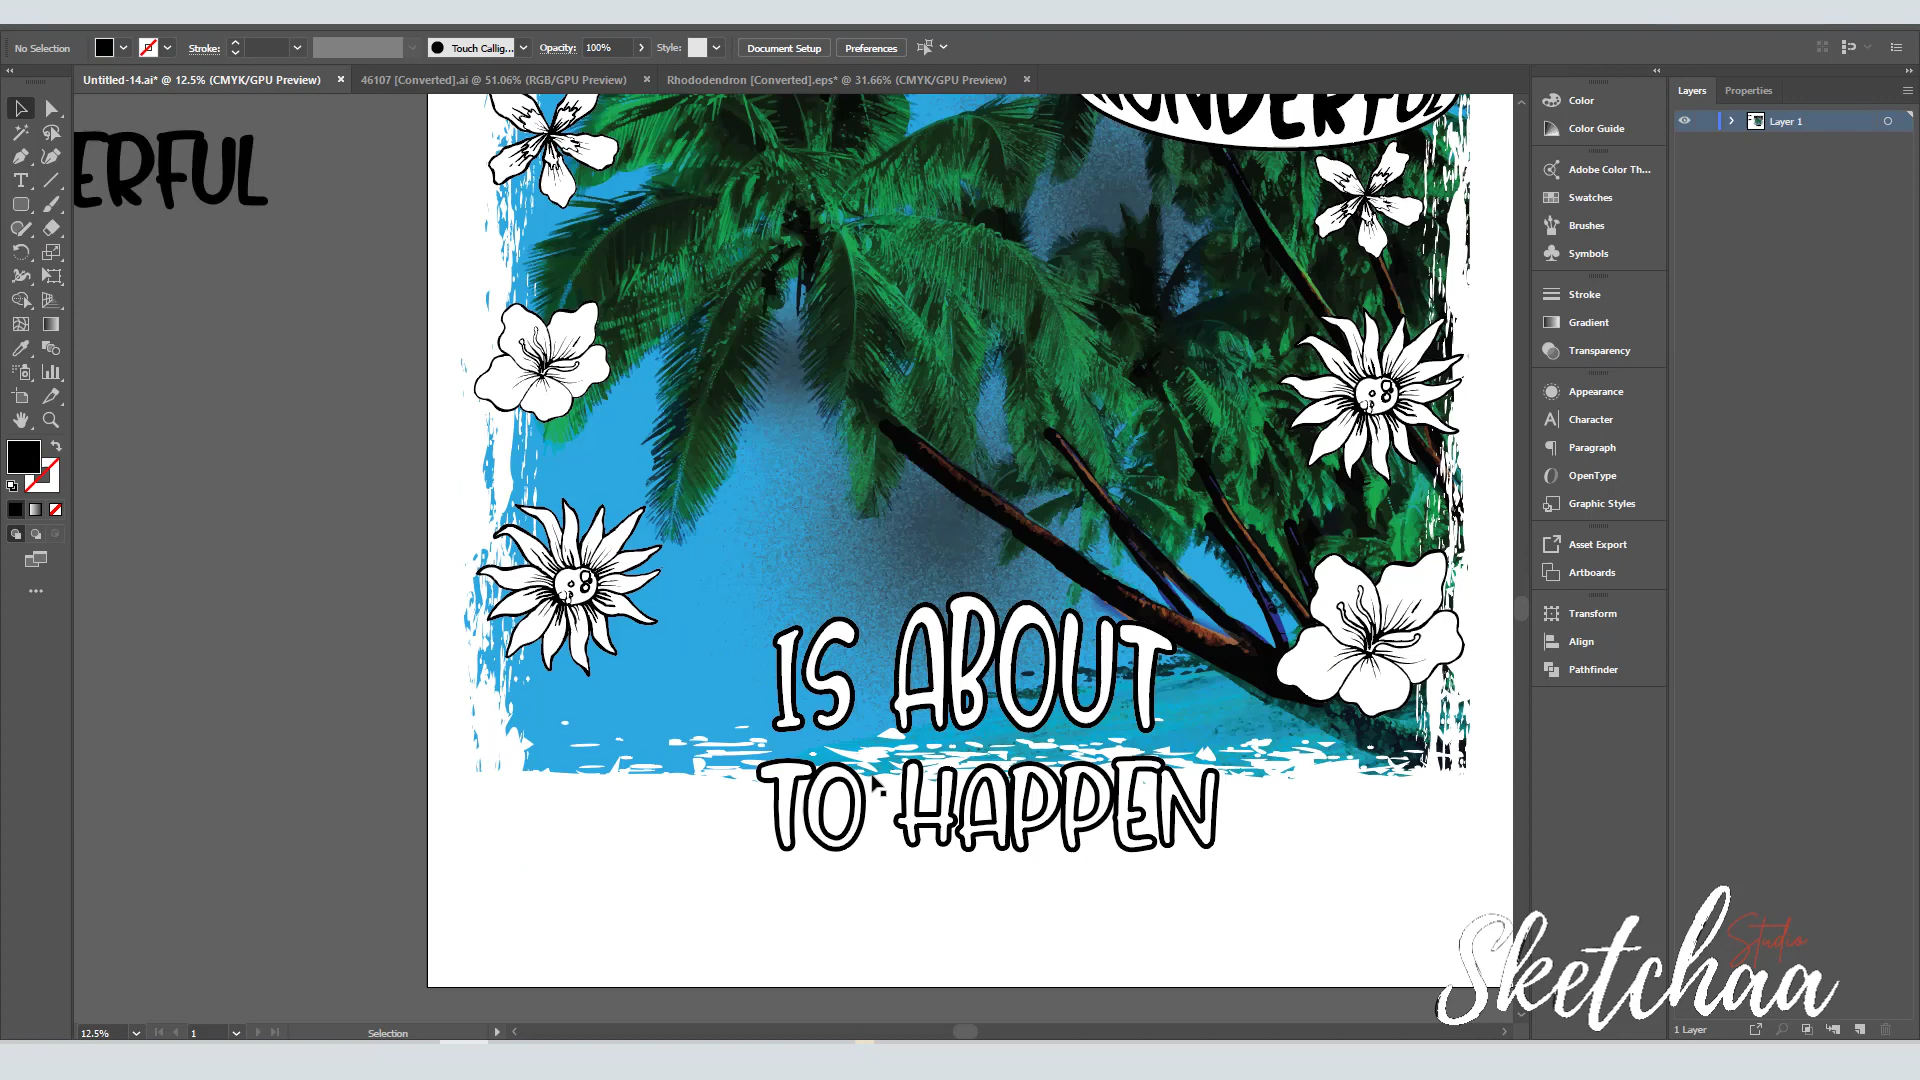 No Selection Stroke: Touch Callig... Opacity: 100% Style: Document Setup Preferences
Untitled-14.ai* @ 12.5% (CMYK/GPU Preview) × 46107 [Converted].ai @ 51.06% (RGB/GPU Preview) × Rhododendron [Converted].eps* @ 31.66% (CMYK/GPU Preview) ×
ERFUL
WONDERFUL
IS ABOUT
TO HAPPEN
Color
Color Guide
Adobe Color Th...
Swatches
Brushes
Symbols
Stroke
Gradient
Transparency
Appearance
Character
Paragraph
OpenType
Graphic Styles
Asset Export
Artboards
Transform
Align
Pathfinder
Layers Properties
Layer 1
Sketchaa
Studio
12.5% 1 Selection
1 Layer